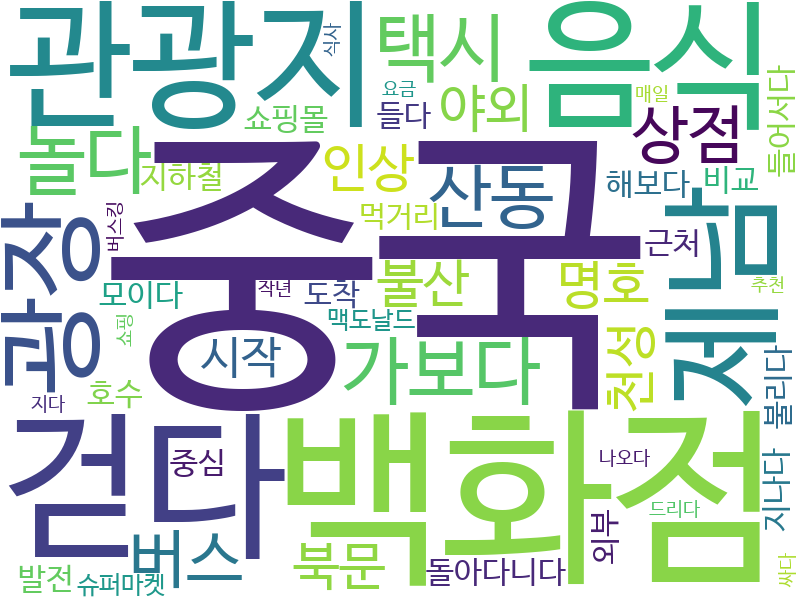 관광지
식사
택시
음식
요금
매일
쇼핑몰
들다
야외
상점
들어서다
놀다
지하철
인상
산동
해보다
비교
중국
제남
광장
버스킹
먹거리
근처
모이다
작년
도착
불산
명호
추천
쇼핑
맥도날드
시작
가보다
천성
불리다
지다
호수
걷다
백화점
중심
나오다
지나다
버스
북문
외부
드리다
발전
슈퍼마켓
돌아다니다
싸다